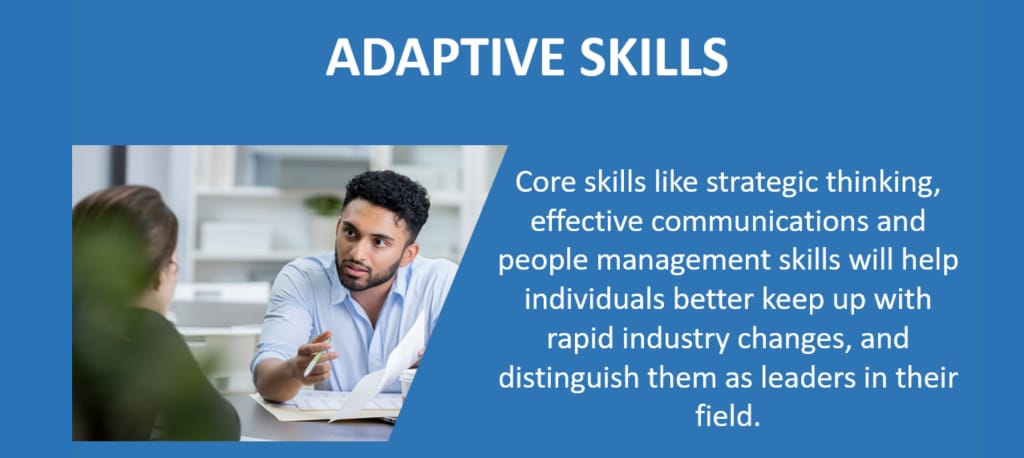 ADAPTIVE SKILLS
Core skills like strategic thinking,
effective communications and
people management skills will help
individuals better keep up with
rapid industry changes, and
distinguish them as leaders in their
field.